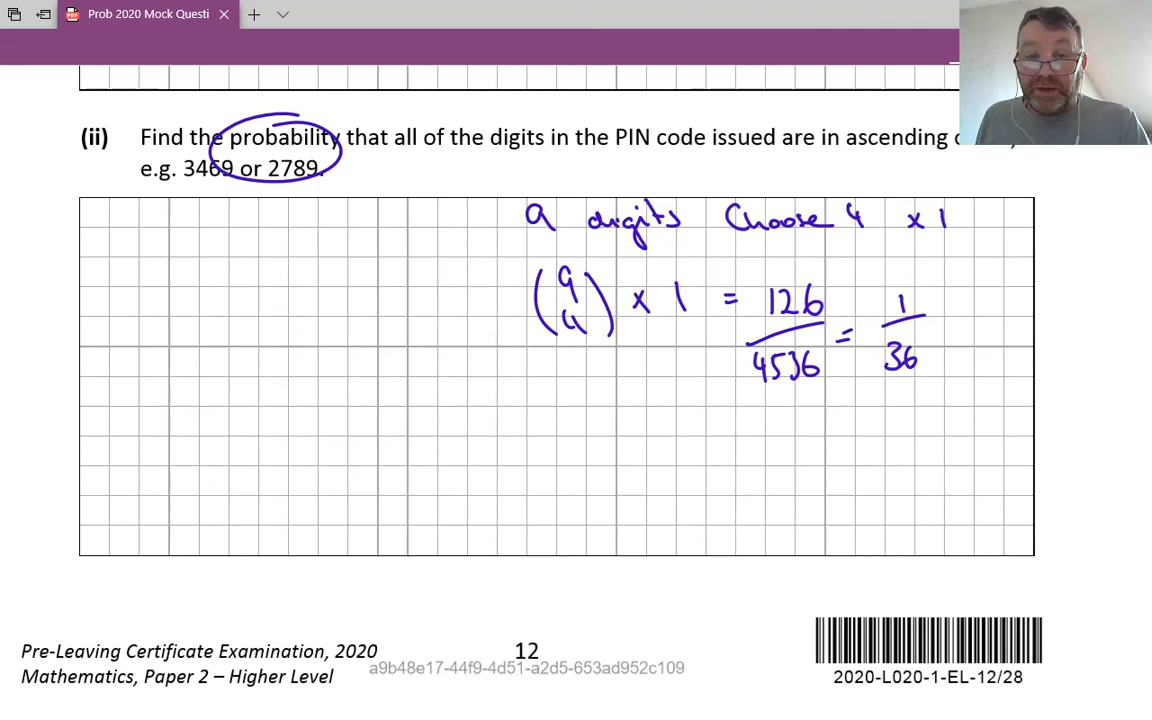 Prob 2020 Mock Questi
(ii) Find the probability that all of the digits in the PIN code issued are in ascending
e.g. 3469 or 2789.
9 digits Choose 4 x 1
(9 4) x 1 = 126/4536 = 1/36
Pre-Leaving Certificate Examination, 2020
Mathematics, Paper 2 – Higher Level
12
a9b48e17-44f9-4d51-a2d5-653ad952c109
2020-L020-1-EL-12/28